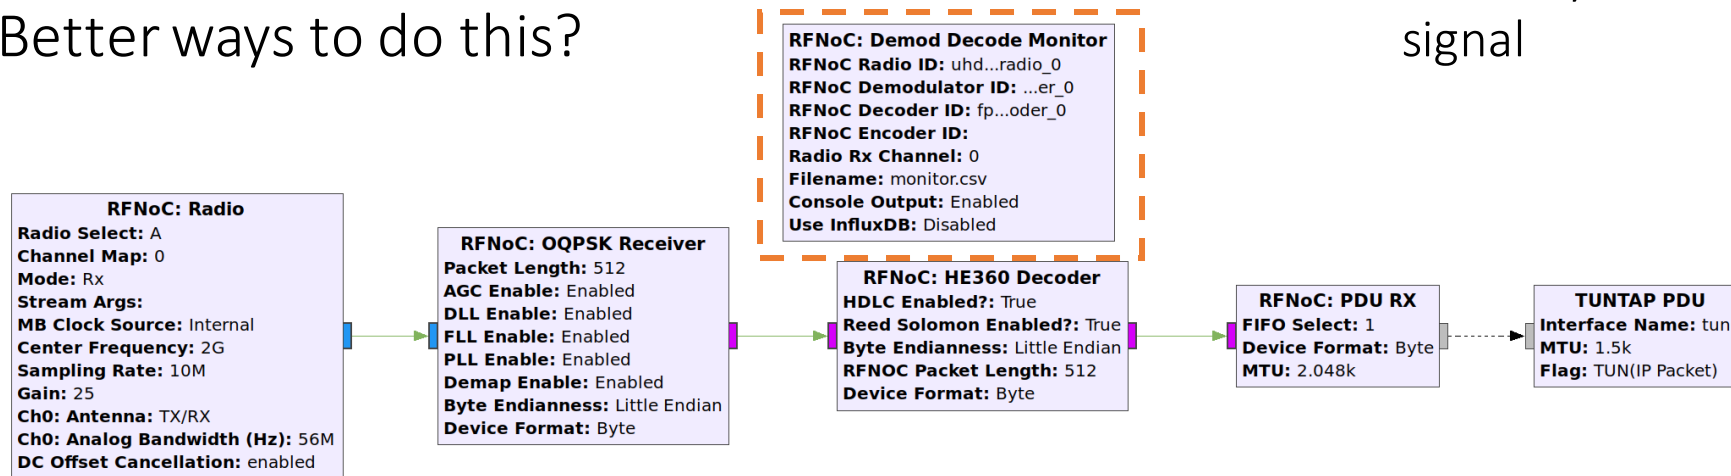 Better ways to do this?
signal
RFNoC: Demod Decode Monitor
RFNoC Radio ID: uhd...radio_0
RFNoC Demodulator ID: ...er_0
RFNoC Decoder ID: fp...oder_0
RFNoC Encoder ID:
Radio Rx Channel: 0
Filename: monitor.csv
Console Output: Enabled
Use InfluxDB: Disabled
RFNoC: Radio
Radio Select: A
Channel Map: 0
Mode: Rx
Stream Args:
MB Clock Source: Internal
Center Frequency: 2G
Sampling Rate: 10M
Gain: 25
Ch0: Antenna: TX/RX
Ch0: Analog Bandwidth (Hz): 56M
DC Offset Cancellation: enabled
RFNoC: OQPSK Receiver
Packet Length: 512
AGC Enable: Enabled
DLL Enable: Enabled
FLL Enable: Enabled
PLL Enable: Enabled
Demap Enable: Enabled
Byte Endianness: Little Endian
Device Format: Byte
RFNoC: HE360 Decoder
HDLC Enabled?: True
Reed Solomon Enabled?: True
Byte Endianness: Little Endian
RFNOC Packet Length: 512
Device Format: Byte
RFNoC: PDU RX
FIFO Select: 1
Device Format: Byte
MTU: 2.048k
TUNTAP PDU
Interface Name: tun
MTU: 1.5k
Flag: TUN(IP Packet)